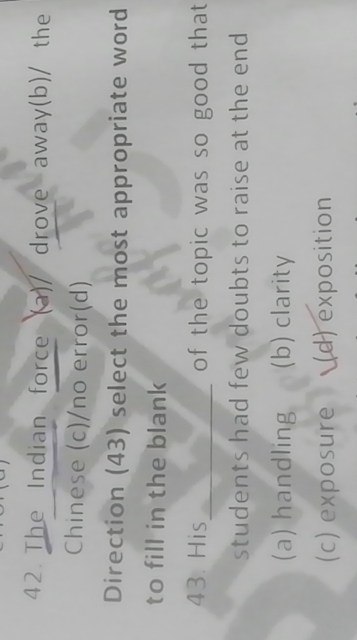 42. The Indian force (a)/ drove away(b)/ the
Chinese (c)/no error(d)
Direction (43) select the most appropriate word
to fill in the blank
43. His ________ of the topic was so good that
students had few doubts to raise at the end
(a) handling (b) clarity
(c) exposure (d) exposition